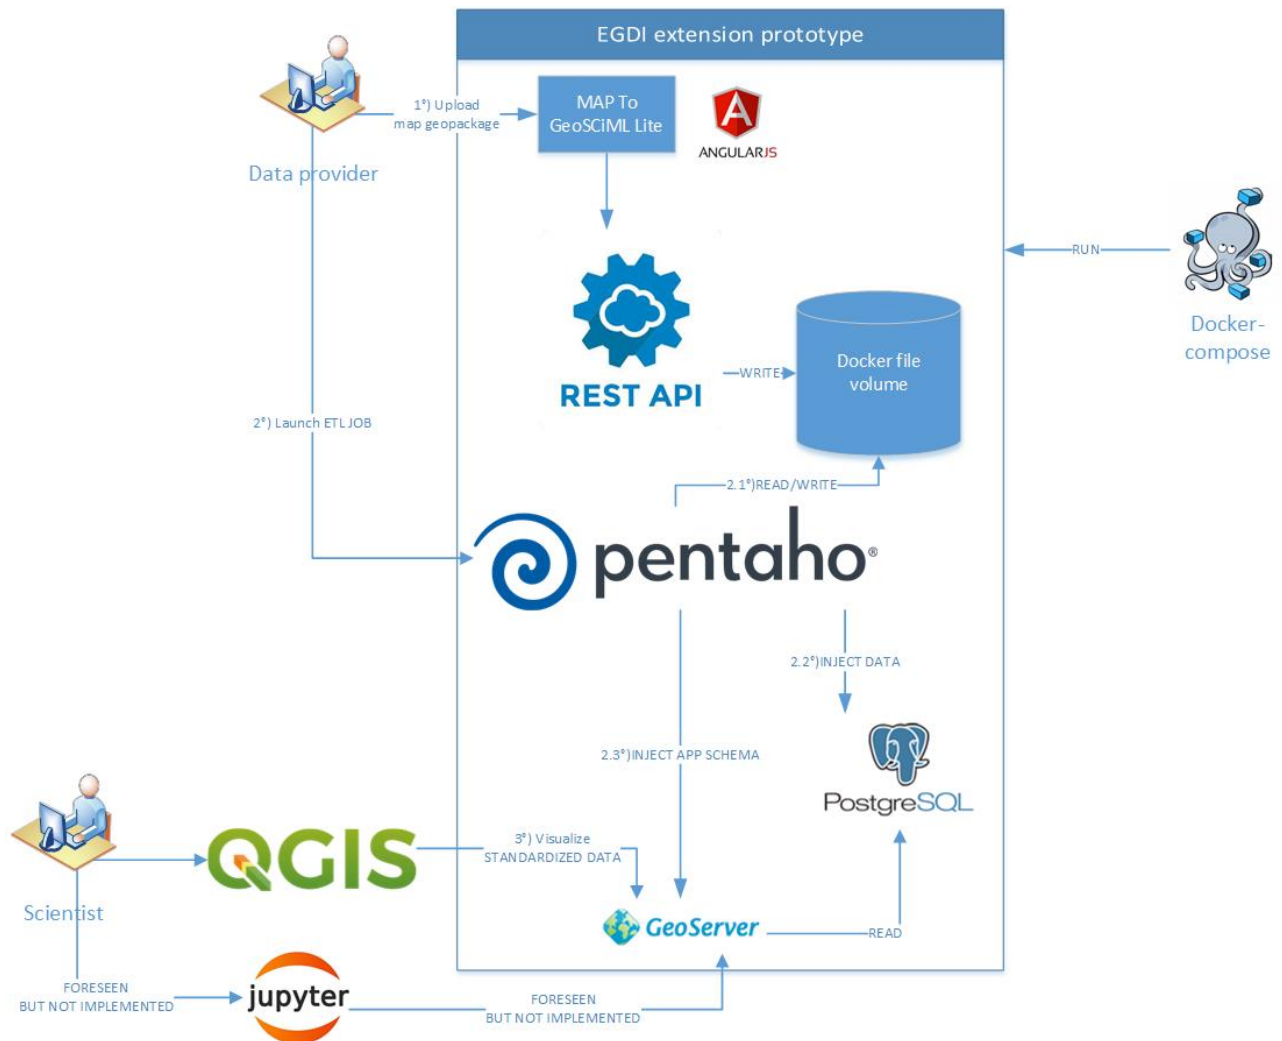 EGDI extension prototype
1°) Upload
map geopackage
MAP To
GeoSCiML Lite
ANGULARJS
Data provider
RUN
Docker-
compose
Docker file
volume
WRITE
REST API
2°) Launch ETL JOB
2.1°)READ/WRITE
pentaho®
2.2°)INJECT DATA
2.3°)INJECT APP SCHEMA
PostgreSQL
3°) Visualize
STANDARDIZED DATA
QGIS
Scientist
GeoServer
READ
FORESEEN
BUT NOT IMPLEMENTED
jupyter
FORESEEN
BUT NOT IMPLEMENTED